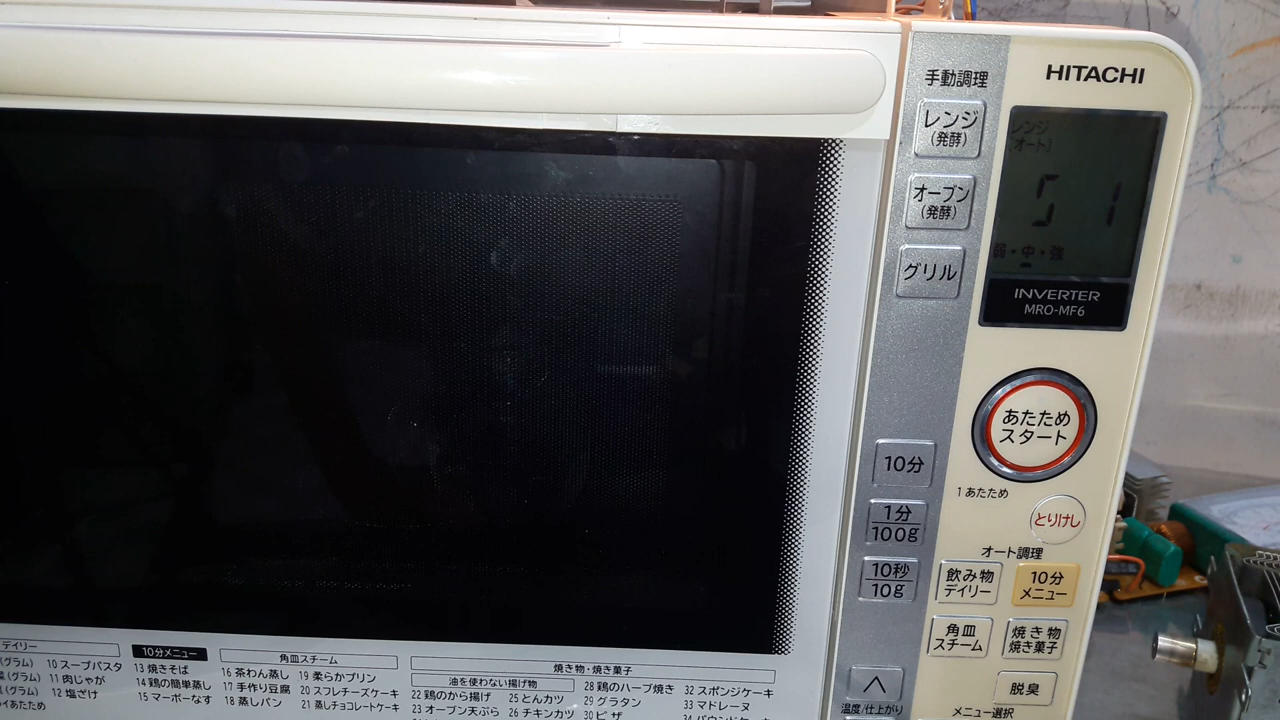 手動調理
レンジ
(発酵)
オーブン
(発酵)
グリル
HITACHI
レンジ
[オート]
5 1
弱・中・強
INVERTER
MRO-MF6
あたため
スタート
1 あたため
とりけし
10分
1分
100g
10秒
10g
オート調理
飲み物
デイリー
10分
メニュー
角皿
スチーム
焼き物
焼き菓子
脱臭
温度/仕上がり
メニュー選択
デイリー
10 スープパスタ
11 肉じゃが
12 塩ざけ
10分メニュー
13 焼きそば
14 鶏の簡単蒸し
15 マーボーなす
角皿スチーム
16 茶わん蒸し
17 手作り豆腐
18 蒸しパン
19 柔らかプリン
20 スフレチーズケーキ
21 蒸しチョコレートケーキ
焼き物・焼き菓子
油を使わない揚げ物
22 鶏のから揚げ
23 オーブン天ぷら
25 とんカツ
26 チキンカツ
28 鶏のハーブ焼き
29 グラタン
30 ピザ
32 スポンジケーキ
33 マドレーヌ
34 パウンドケーキ